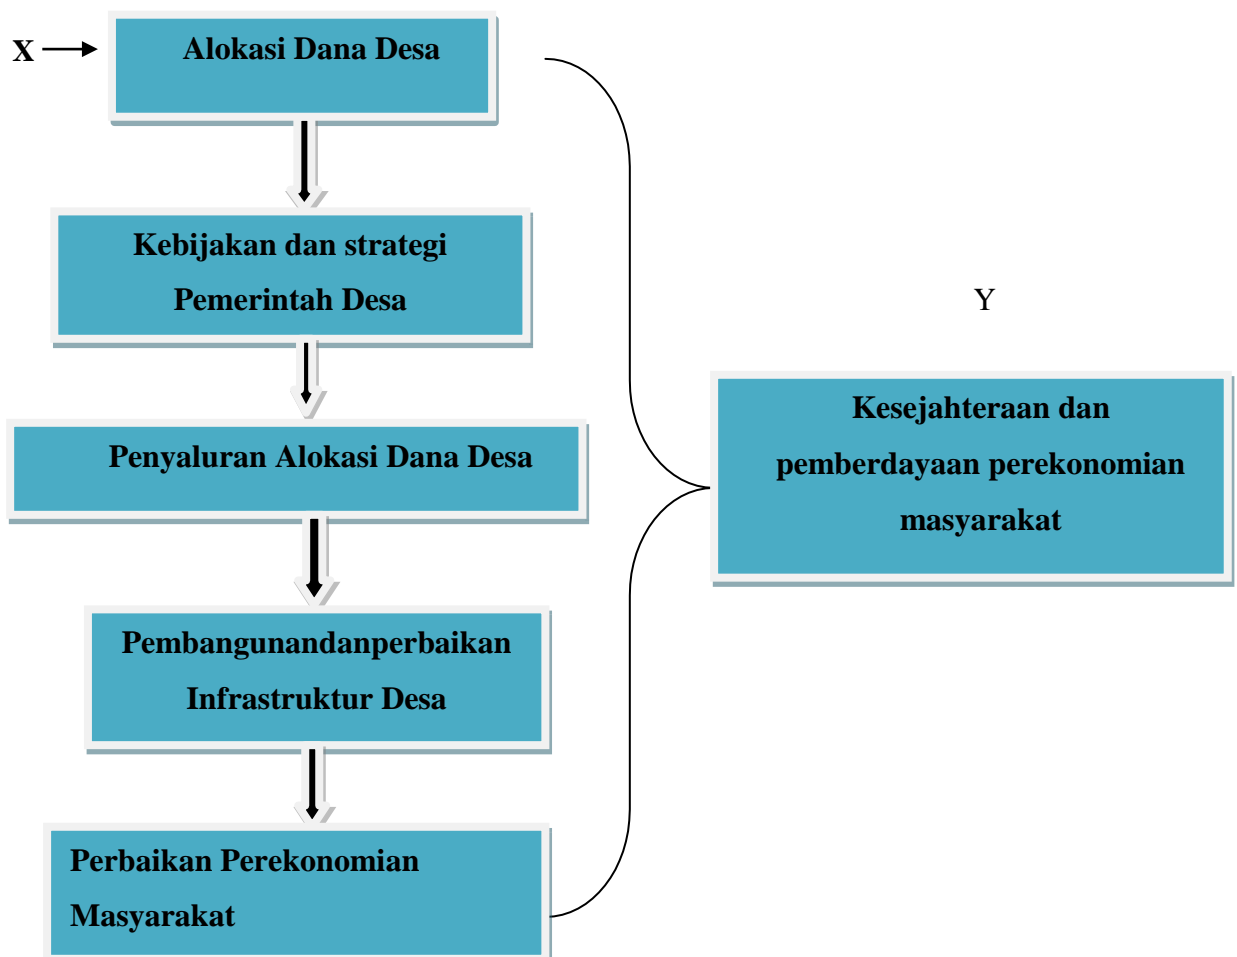 X
Alokasi Dana Desa
Kebijakan dan strategi
Pemerintah Desa
Penyaluran Alokasi Dana Desa
Pembangunandanperbaikan
Infrastruktur Desa
Perbaikan Perekonomian
Masyarakat
Y
Kesejahteraan dan
pemberdayaan perekonomian
masyarakat